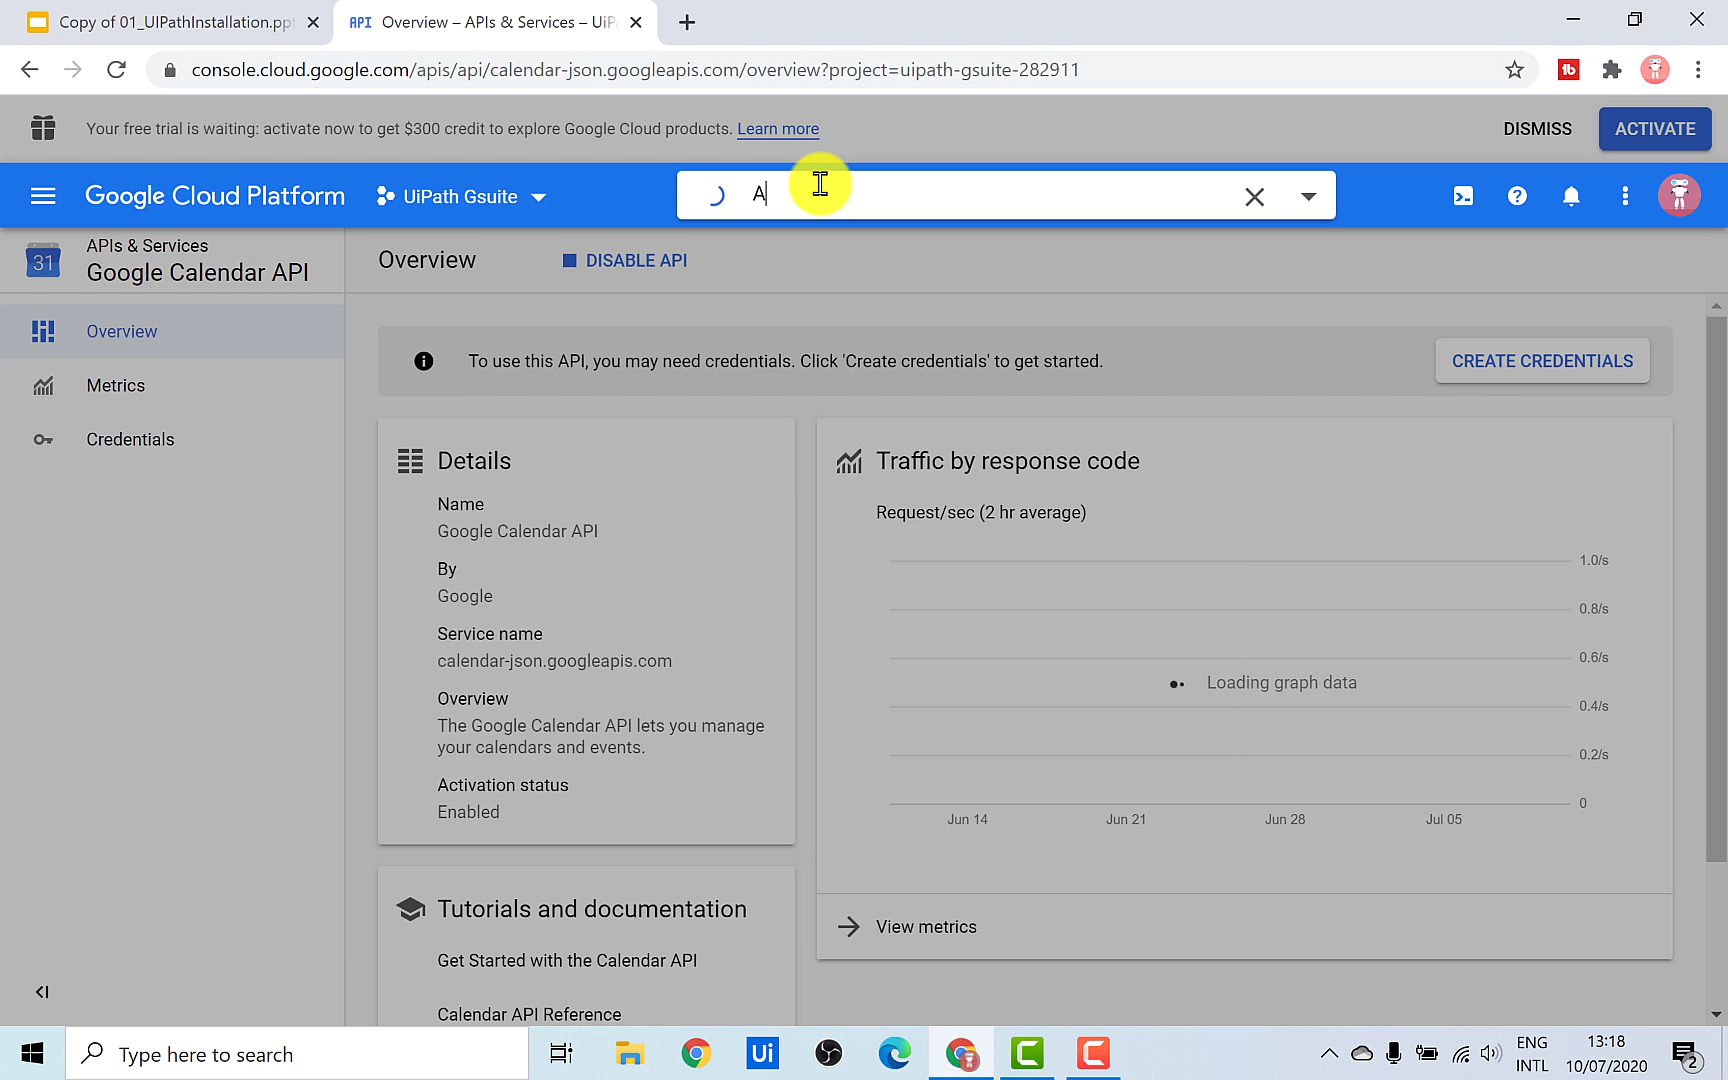 Copy of 01_UIPathInstallation.ppt
API Overview – APIs & Services – UiP
console.cloud.google.com/apis/api/calendar-json.googleapis.com/overview?project=uipath-gsuite-282911
Your free trial is waiting: activate now to get $300 credit to explore Google Cloud products. Learn more
DISMISS
ACTIVATE
Google Cloud Platform
UiPath Gsuite
A
31
APIs & Services
Google Calendar API
Overview
DISABLE API
Overview
Metrics
Credentials
To use this API, you may need credentials. Click 'Create credentials' to get started.
CREATE CREDENTIALS
Details
Name
Google Calendar API
By
Google
Service name
calendar-json.googleapis.com
Overview
The Google Calendar API lets you manage
your calendars and events.
Activation status
Enabled
Traffic by response code
Request/sec (2 hr average)
1.0/s
0.8/s
0.6/s
Loading graph data
0.4/s
0.2/s
0
Jun 14
Jun 21
Jun 28
Jul 05
View metrics
Tutorials and documentation
Get Started with the Calendar API
Calendar API Reference
Type here to search
Ui
ENG
INTL
13:18
10/07/2020
2